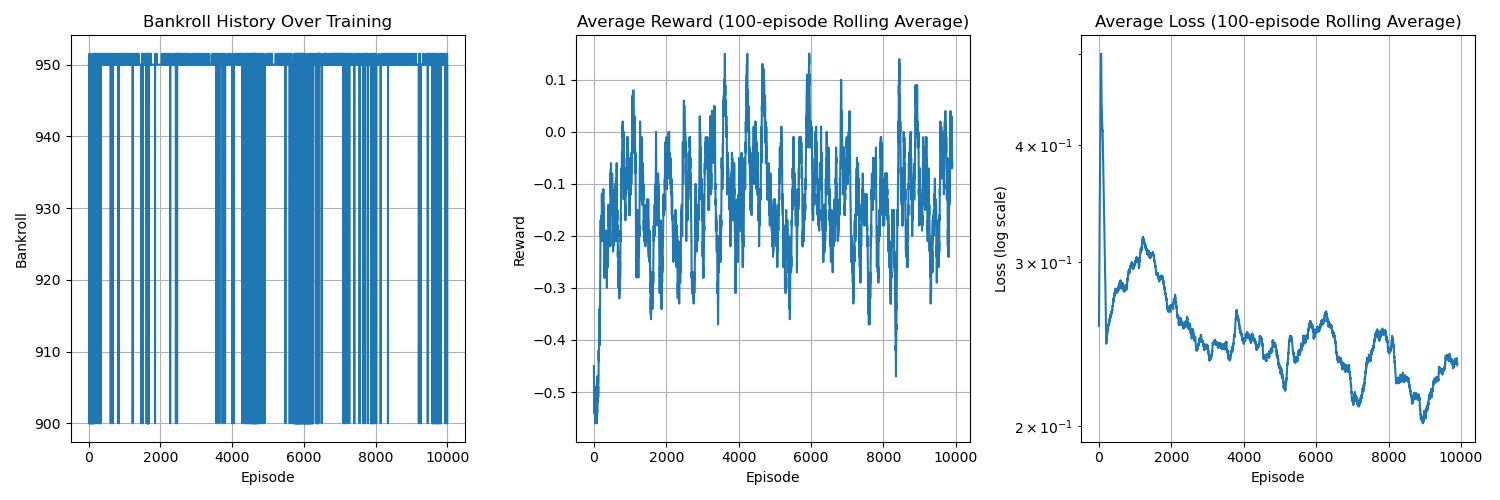 Bankroll History Over Training
950
940
930
920
910
900
Bankroll
0 2000 4000 6000 8000 10000
Episode
Average Reward (100-episode Rolling Average)
0.1
0.0
−0.1
−0.2
−0.3
−0.4
−0.5
Reward
0 2000 4000 6000 8000 10000
Episode
Average Loss (100-episode Rolling Average)
4 × 10⁻¹
3 × 10⁻¹
2 × 10⁻¹
Loss (log scale)
0 2000 4000 6000 8000 10000
Episode